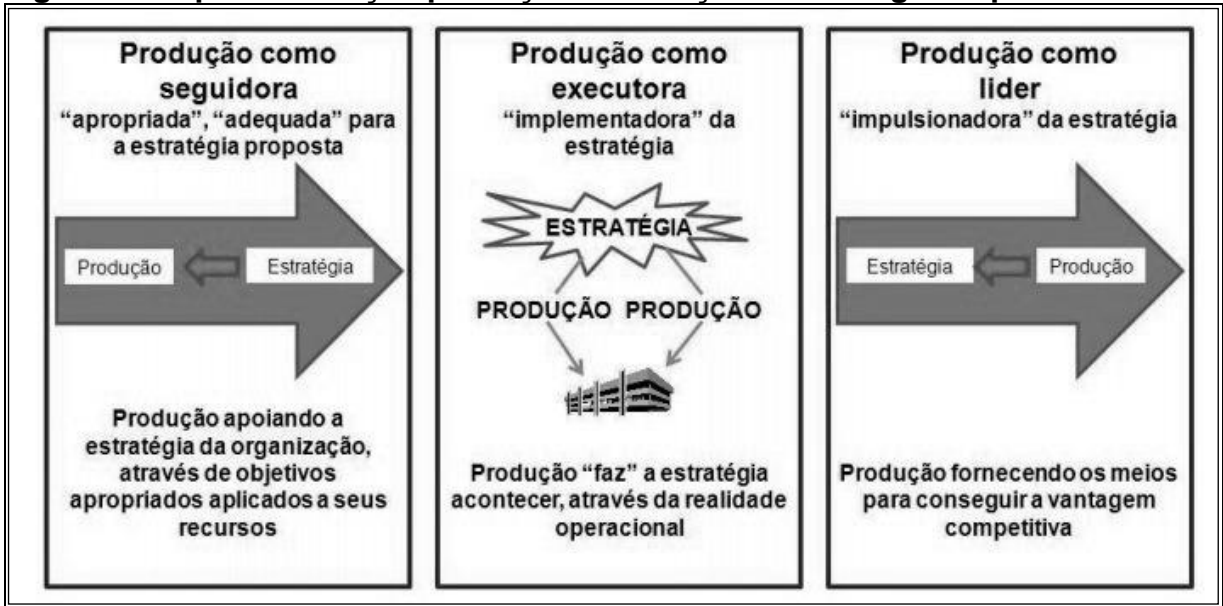 Produção como
seguidora
“apropriada”, “adequada” para
a estratégia proposta
Produção
Estratégia
Produção apoiando a
estratégia da organização,
através de objetivos
apropriados aplicados a seus
recursos
Produção como
executora
“implementadora” da
estratégia
ESTRATÉGIA
PRODUÇÃO PRODUÇÃO
Produção “faz” a estratégia
acontecer, através da realidade
operacional
Produção como
lider
“impulsionadora” da estratégia
Estratégia
Produção
Produção fornecendo os meios
para conseguir a vantagem
competitiva